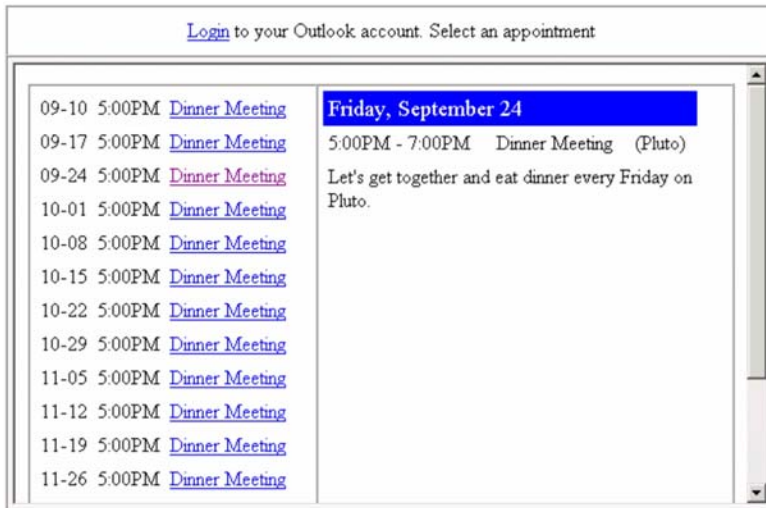 Login to your Outlook account. Select an appointment
09-10 5:00PM Dinner Meeting
09-17 5:00PM Dinner Meeting
09-24 5:00PM Dinner Meeting
10-01 5:00PM Dinner Meeting
10-08 5:00PM Dinner Meeting
10-15 5:00PM Dinner Meeting
10-22 5:00PM Dinner Meeting
10-29 5:00PM Dinner Meeting
11-05 5:00PM Dinner Meeting
11-12 5:00PM Dinner Meeting
11-19 5:00PM Dinner Meeting
11-26 5:00PM Dinner Meeting
Friday, September 24
5:00PM - 7:00PM Dinner Meeting (Pluto)
Let's get together and eat dinner every Friday on
Pluto.